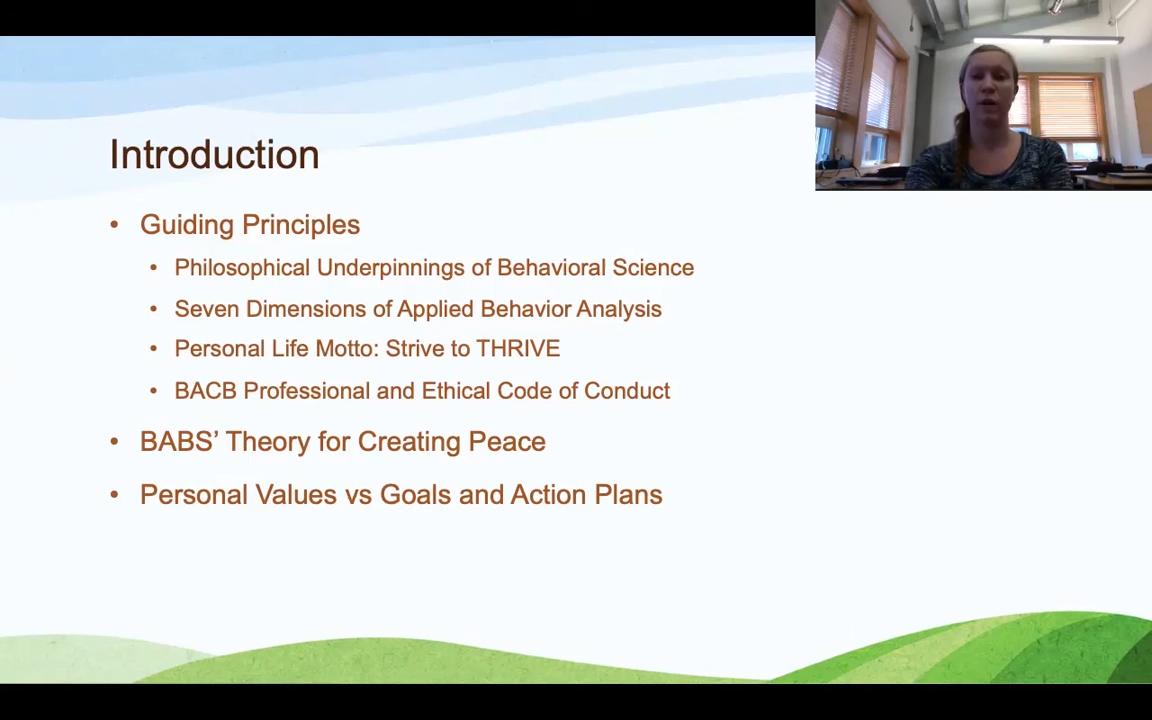 Introduction
• Guiding Principles
• Philosophical Underpinnings of Behavioral Science
• Seven Dimensions of Applied Behavior Analysis
• Personal Life Motto: Strive to THRIVE
• BACB Professional and Ethical Code of Conduct
• BABS’ Theory for Creating Peace
• Personal Values vs Goals and Action Plans